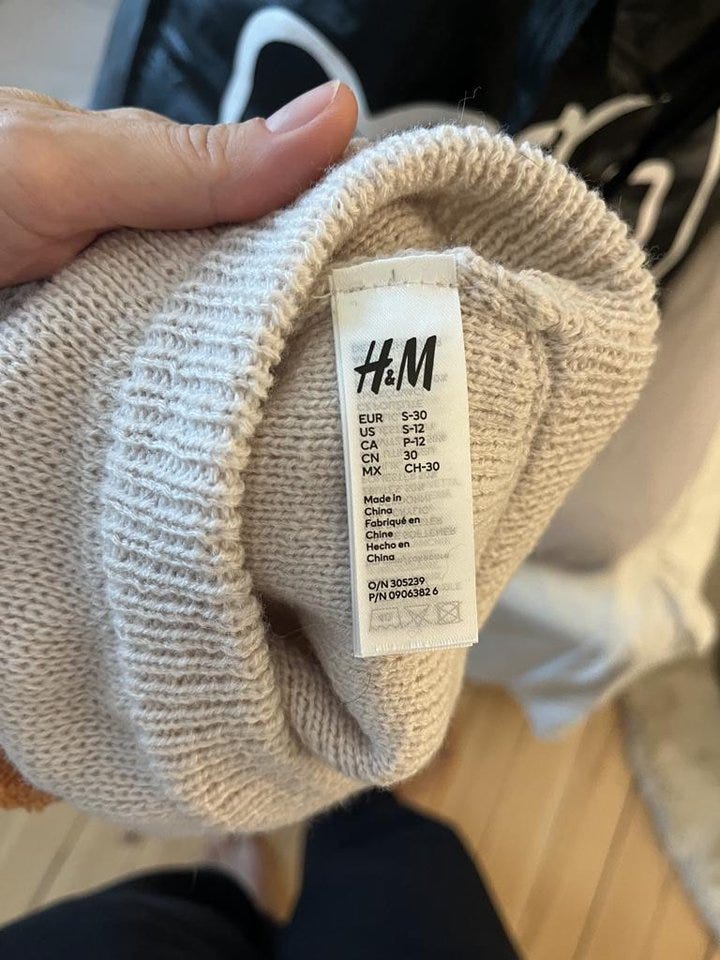 H&M
EUR S-30
US S-12
CA P-12
CN 30
MX CH-30
Made in
China
Fabriqué en
Chine
Hecho en
China
O/N 305239
P/N 0906382 6